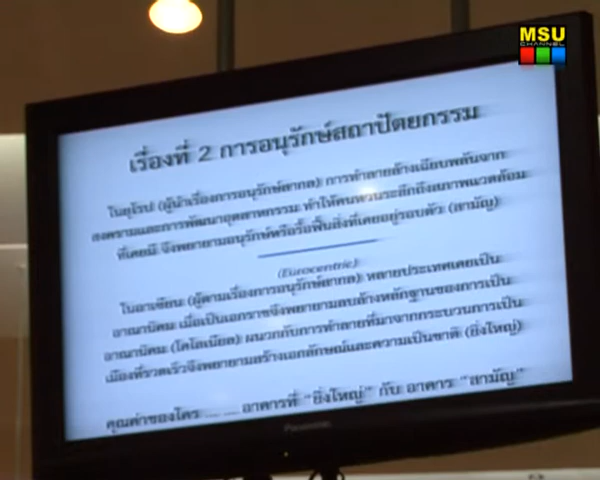 MSU
CHANNEL
เรื่องที่ 2 การอนุรักษ์สถาปัตยกรรม
ในยุโรป: (ผู้นำเรื่องการอนุรักษ์สากล): การทำลายล้างเฉียบพลันจาก
สงครามและการพัฒนาอุตสาหกรรม: ทำให้คนหวนระลึกถึงสภาพแวดล้อม
ที่เคยมี: จึงพยายามอนุรักษ์หรือรื้อฟื้นสิ่งที่เคยอยู่รอบตัว: (สามัญ)
(Eurocentric):
ในอาเซียน: (ผู้ตามเรื่องการอนุรักษ์สากล): หลายประเทศเคยเป็น
อาณานิคม: เมื่อเป็นเอกราชจึงพยายามลบล้างหลักฐานของการเป็น
อาณานิคม: (โคโลเนียล): ผนวกกับการทำลายที่มาจากกระบวนการเป็น
เมืองที่รวดเร็วจึงพยายามสร้างเอกลักษณ์และความเป็นชาติ: (ยิ่งใหญ่)
คุณค่าของใคร: ...... อาคารที่ "ยิ่งใหญ่" กับ อาคาร "สามัญ"
Panasonic